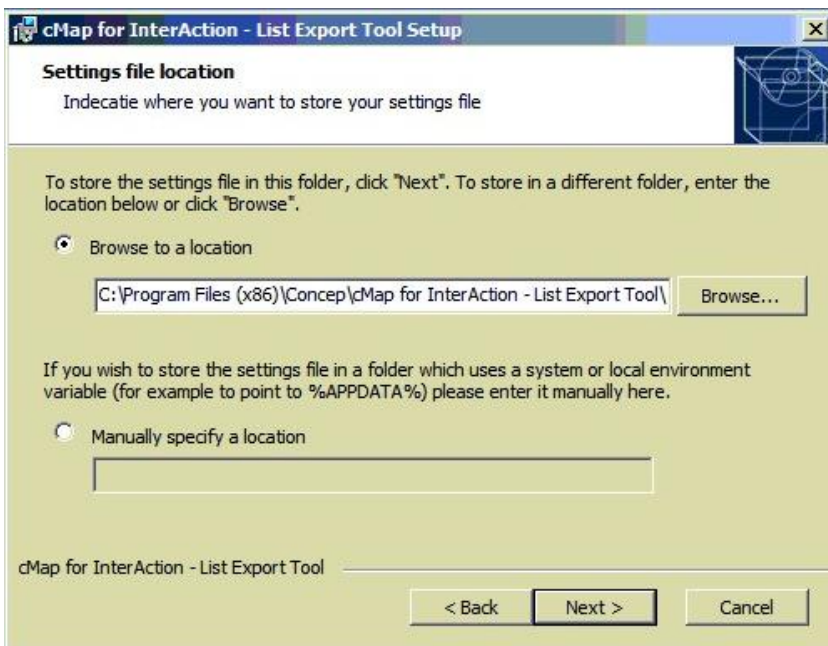 cMap for InterAction - List Export Tool Setup
Settings file location
Indecatie where you want to store your settings file
To store the settings file in this folder, click "Next". To store in a different folder, enter the
location below or click "Browse".
Browse to a location
C:\Program Files (x86)\Concep\cMap for InterAction - List Export Tool\
Browse...
If you wish to store the settings file in a folder which uses a system or local environment
variable (for example to point to %APPDATA%) please enter it manually here.
Manually specify a location
cMap for InterAction - List Export Tool
< Back
Next >
Cancel